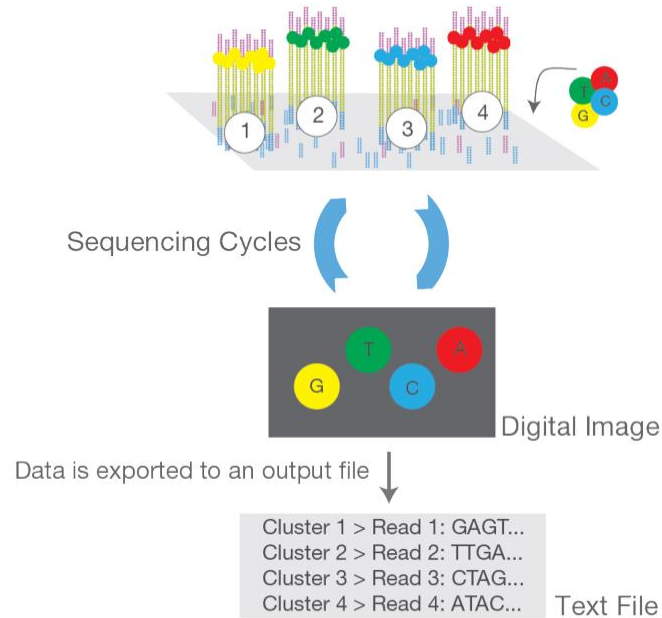 A
T
C
G
1
2
3
4
Sequencing Cycles
T
A
G
C
Digital Image
Data is exported to an output file
Cluster 1 > Read 1: GAGT...
Cluster 2 > Read 2: TTGA...
Cluster 3 > Read 3: CTAG...
Cluster 4 > Read 4: ATAC...
Text File